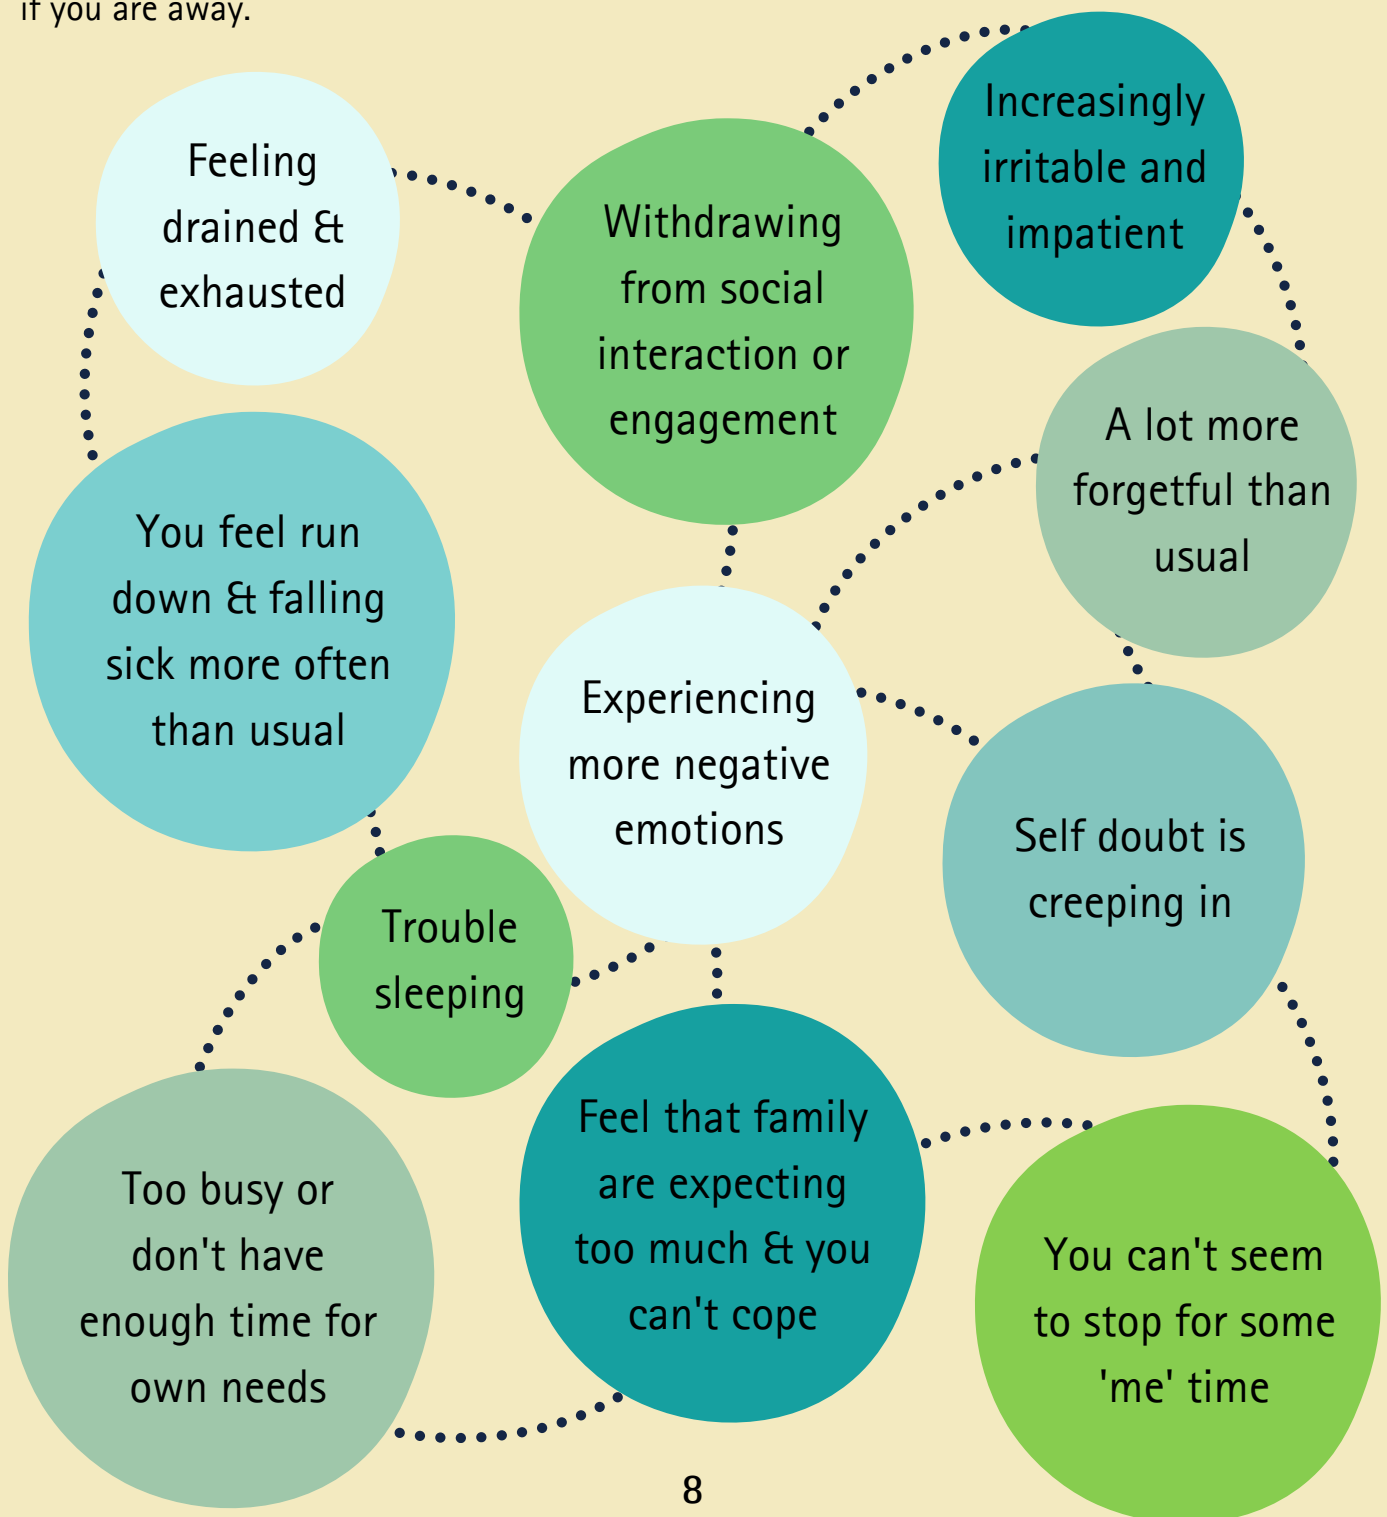 if you are away.
Feeling
drained &
exhausted
Withdrawing
from social
interaction or
engagement
Increasingly
irritable and
impatient
A lot more
forgetful than
usual
You feel run
down & falling
sick more often
than usual
Experiencing
more negative
emotions
Self doubt is
creeping in
Trouble
sleeping
Too busy or
don't have
enough time for
own needs
Feel that family
are expecting
too much & you
can't cope
You can't seem
to stop for some
'me' time
8